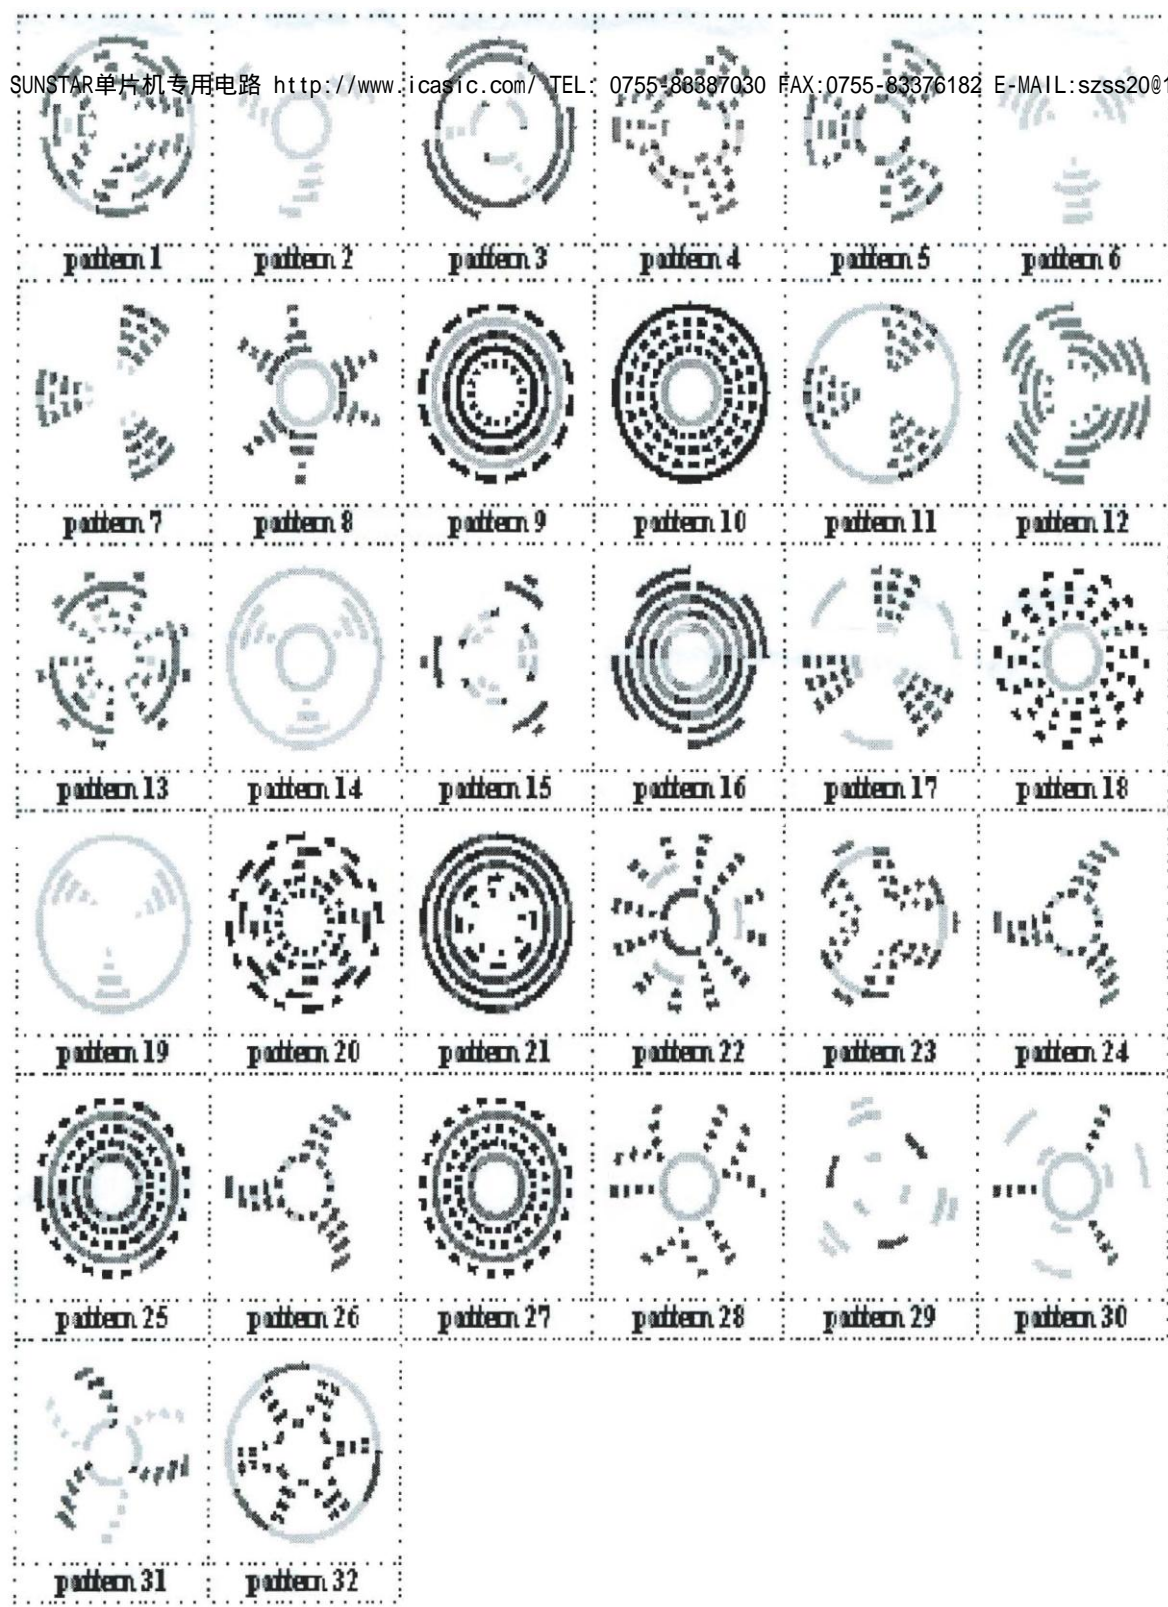 SUNSTAR单片机专用电路 http://www.icasic.com/ TEL: 0755-83387030 FAX:0755-83376182 E-MAIL:szss20@1
pattern 1 pattern 2 pattern 3 pattern 4 pattern 5 pattern 6
pattern 7 pattern 8 pattern 9 pattern 10 pattern 11 pattern 12
pattern 13 pattern 14 pattern 15 pattern 16 pattern 17 pattern 18
pattern 19 pattern 20 pattern 21 pattern 22 pattern 23 pattern 24
pattern 25 pattern 26 pattern 27 pattern 28 pattern 29 pattern 30
pattern 31 pattern 32